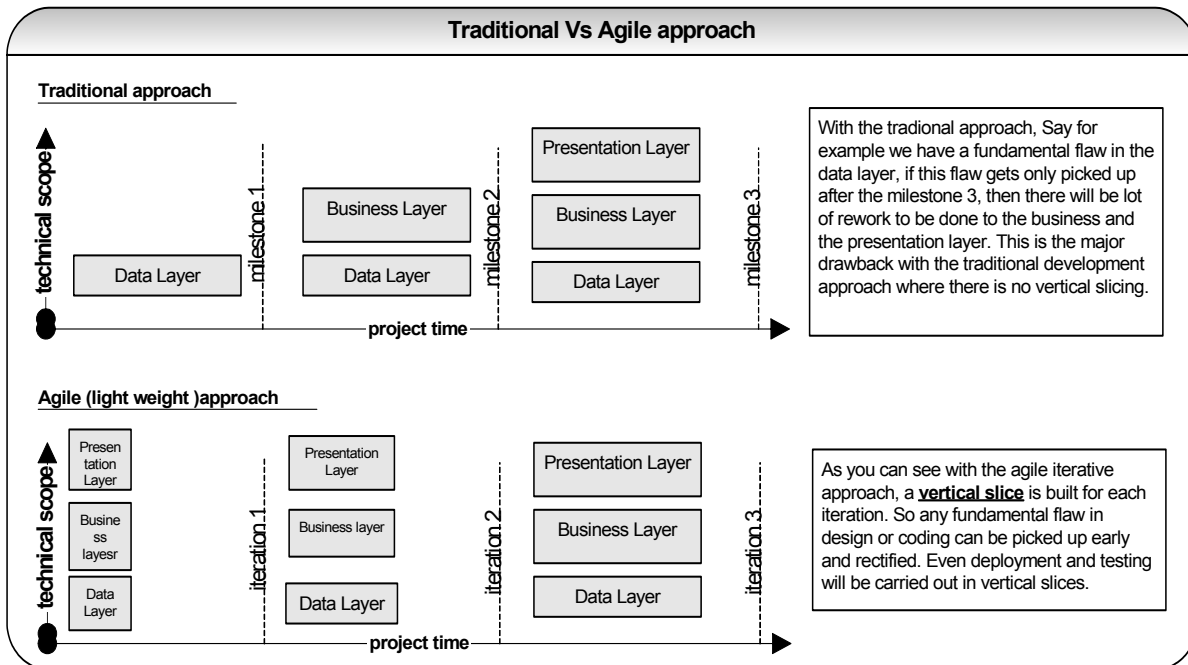 Traditional Vs Agile approach
Traditional approach
technical scope
Data Layer
milestone 1
Business Layer
Data Layer
milestone 2
Presentation Layer
Business Layer
Data Layer
milestone 3
project time
With the tradional approach, Say for
example we have a fundamental flaw in the
data layer, if this flaw gets only picked up
after the milestone 3, then there will be lot
of rework to be done to the business and
the presentation layer. This is the major
drawback with the traditional development
approach where there is no vertical slicing.
Agile (light weight )approach
technical scope
Presen
tation
Layer
Busine
ss
layesr
Data
Layer
iteration 1
Presentation
Layer
Business layer
Data Layer
iteration 2
Presentation Layer
Business Layer
Data Layer
iteration 3
project time
As you can see with the agile iterative
approach, a vertical slice is built for each
iteration. So any fundamental flaw in
design or coding can be picked up early
and rectified. Even deployment and testing
will be carried out in vertical slices.